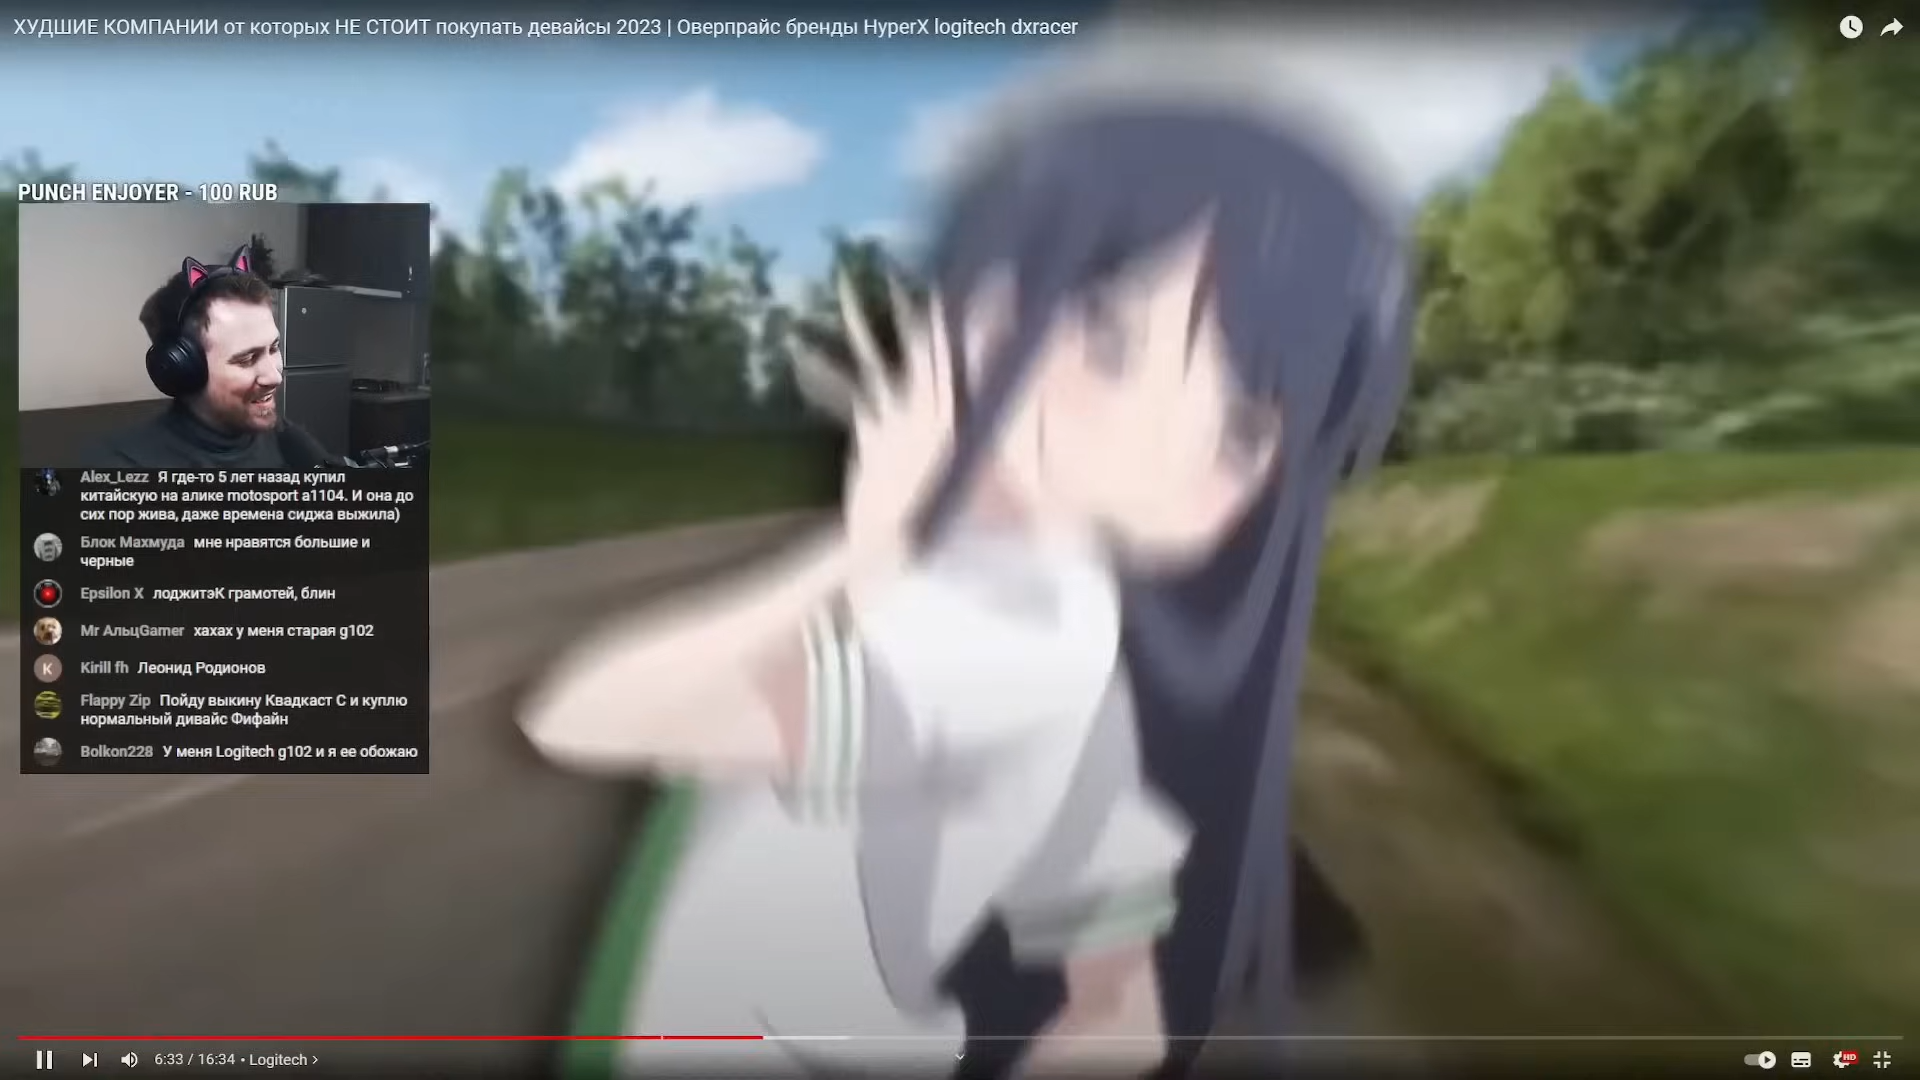 ХУДШИЕ КОМПАНИИ от которых НЕ СТОИТ покупать девайсы 2023 | Оверпрайс бренды HyperX logitech dxracer
PUNCH ENJOYER - 100 RUB
Alex_Lezz Я где-то 5 лет назад купил
китайскую на алике motosport a1104. И она до
сих пор жива, даже времена сиджа выжила)
Блок Махмуда мне нравятся большие и
черные
Epsilon X лоджитэК грамотей, блин
Mr АльцGamer хахах у меня старая g102
K Kirill fh Леонид Родионов
Flappy Zip Пойду выкину Квадкаст С и куплю
нормальный дивайс Фифайн
Bolkon228 У меня Logitech g102 и я ее обожаю
6:33 / 16:34 • Logitech
HD